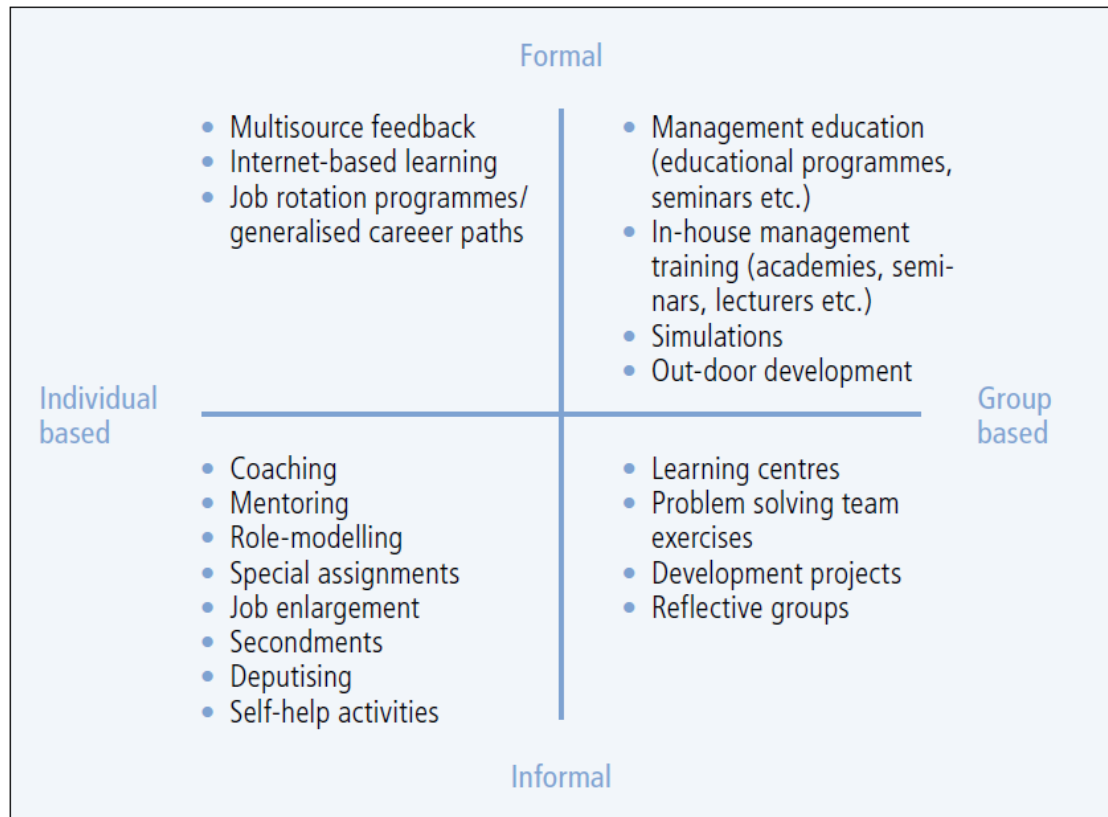 Formal
Multisource feedback
Internet-based learning
Job rotation programmes/
generalised careeer paths
Management education
(educational programmes,
seminars etc.)
In-house management
training (academies, semi-
nars, lecturers etc.)
Simulations
Out-door development
Individual
based
Group
based
Coaching
Mentoring
Role-modelling
Special assignments
Job enlargement
Secondments
Deputising
Self-help activities
Learning centres
Problem solving team
exercises
Development projects
Reflective groups
Informal